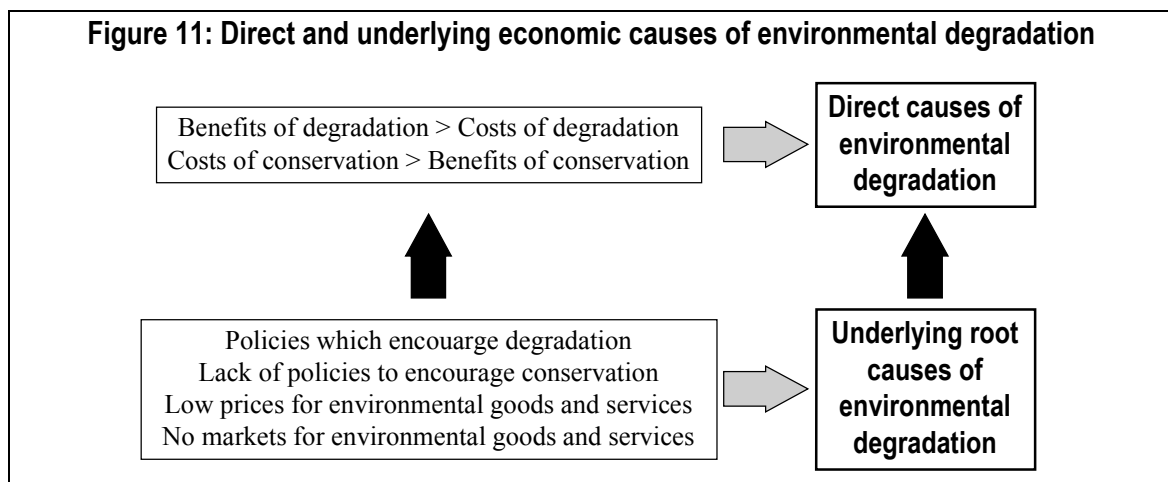 Figure 11: Direct and underlying economic causes of environmental degradation
Benefits of degradation > Costs of degradation
Costs of conservation > Benefits of conservation
Direct causes of
environmental
degradation
Policies which encouarge degradation
Lack of policies to encourage conservation
Low prices for environmental goods and services
No markets for environmental goods and services
Underlying root
causes of
environmental
degradation